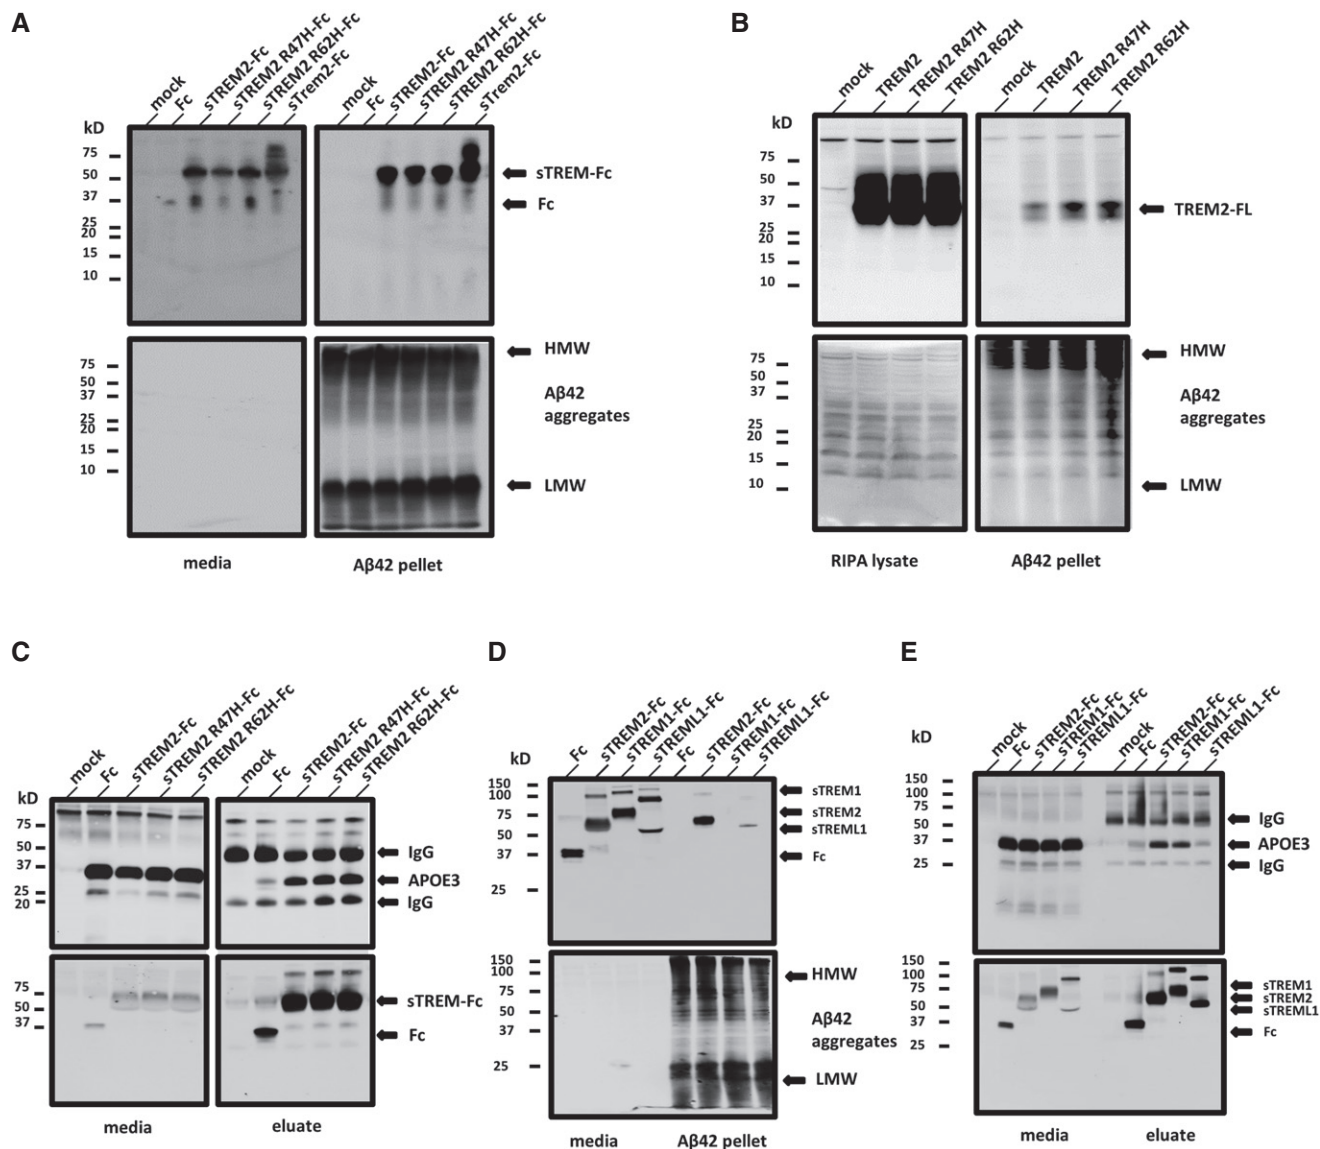 A
mock
Fc
sTREM2-Fc
sTREM2 R47H-Fc
sTREM2 R62H-Fc
sTrem2-Fc
mock
Fc
sTREM2-Fc
sTREM2 R47H-Fc
sTREM2 R62H-Fc
sTrem2-Fc
kD
75
50
37
25
20
15
10
sTREM-Fc
Fc
75
50
37
25
20
15
10
HMW
Aβ42
aggregates
LMW
media
Aβ42 pellet
B
mock
TREM2
TREM2 R47H
TREM2 R62H
mock
TREM2
TREM2 R47H
TREM2 R62H
kD
75
50
37
25
20
15
10
TREM2-FL
75
50
37
25
20
15
10
HMW
Aβ42
aggregates
LMW
RIPA lysate
Aβ42 pellet
C
mock
Fc
sTREM2-Fc
sTREM2 R47H-Fc
sTREM2 R62H-Fc
mock
Fc
sTREM2-Fc
sTREM2 R47H-Fc
sTREM2 R62H-Fc
kD
75
50
37
25
20
IgG
APOE3
IgG
75
50
37
sTREM-Fc
Fc
media
eluate
D
Fc
sTREM2-Fc
sTREM1-Fc
sTREML1-Fc
Fc
sTREM2-Fc
sTREM1-Fc
sTREML1-Fc
kD
150
100
75
50
37
25
sTREM1
sTREM2
sTREML1
Fc
150
100
75
50
37
25
HMW
Aβ42
aggregates
LMW
media
Aβ42 pellet
E
mock
Fc
sTREM2-Fc
sTREM1-Fc
sTREML1-Fc
mock
Fc
sTREM2-Fc
sTREM1-Fc
sTREML1-Fc
kD
150
100
75
50
37
25
IgG
APOE3
IgG
150
100
75
50
37
25
sTREM1
sTREM2
sTREML1
Fc
media
eluate